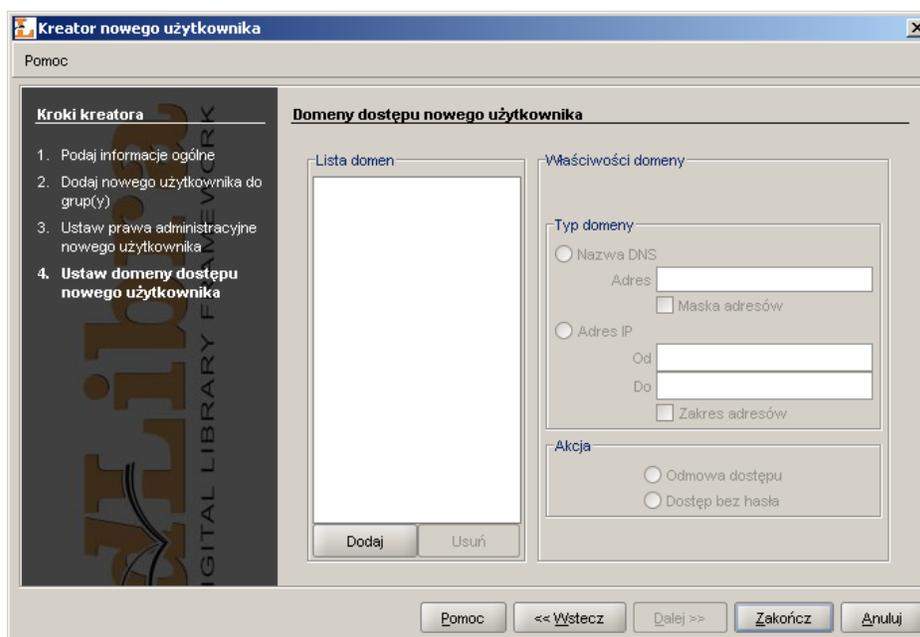 Kreator nowego użytkownika
Pomoc
Kroki kreatora
1. Podaj informacje ogólne
2. Dodaj nowego użytkownika do
grup(y)
3. Ustaw prawa administracyjne
nowego użytkownika
4. Ustaw domeny dostępu
nowego użytkownika
dLibra
DIGITAL LIBRARY FRAMEWORK
Domeny dostępu nowego użytkownika
Lista domen
Dodaj
Usuń
Właściwości domeny
Typ domeny
Nazwa DNS
Adres
Maska adresów
Adres IP
Od
Do
Zakres adresów
Akcja
Odmowa dostępu
Dostęp bez hasła
Pomoc
<< Wstecz
Dalej >>
Zakończ
Anuluj